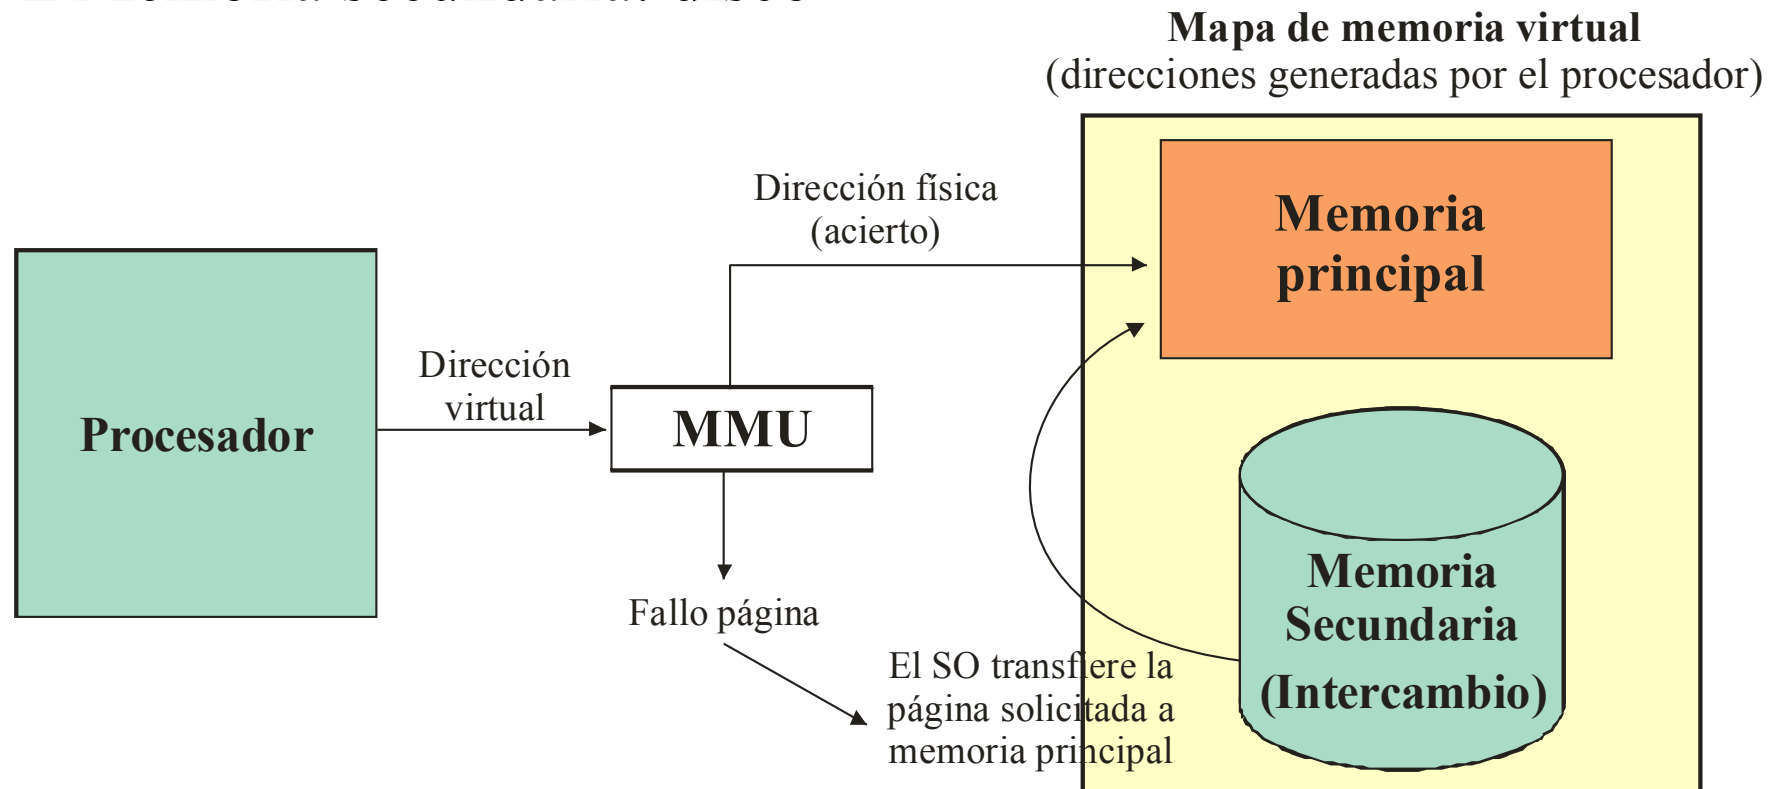 Mapa de memoria virtual
(direcciones generadas por el procesador)
Dirección física
(acierto)
Memoria
principal
Dirección
virtual
Procesador
MMU
Fallo página
El SO transfiere la
página solicitada a
memoria principal
Memoria
Secundaria
(Intercambio)